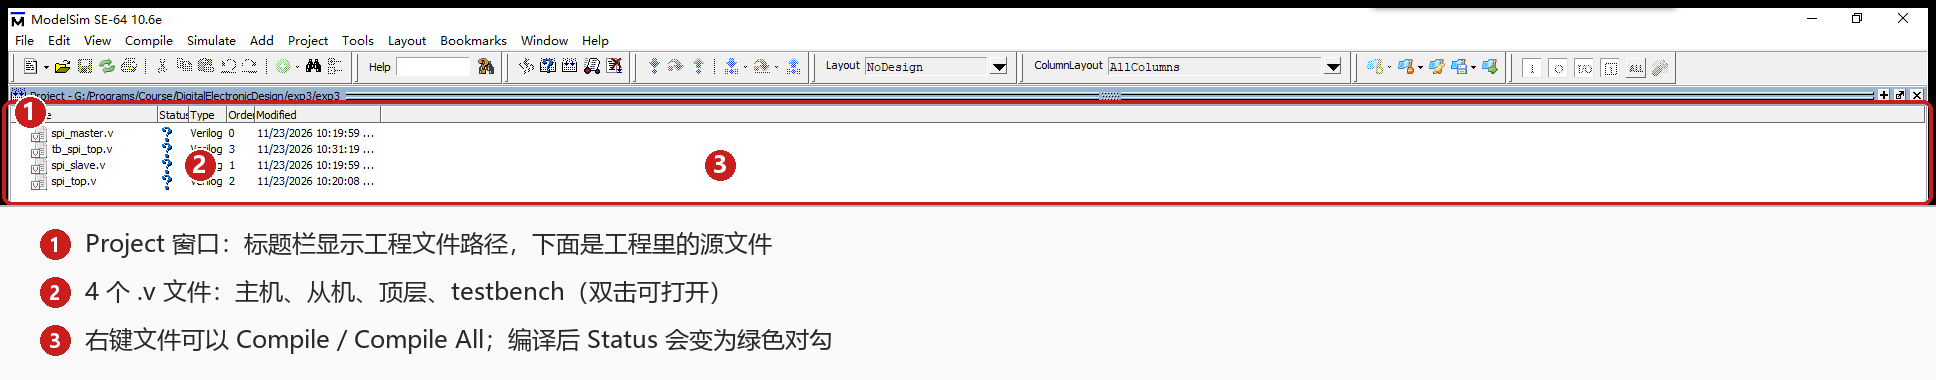 ModelSim SE-64 10.6e
File Edit View Compile Simulate Add Project Tools Layout Bookmarks Window Help
Help Layout NoDesign ColumnLayout AllColumns
Project - G:/Programs/Course/DigitalElectronicDesign/exp3/exp3
1
Status Type Order Modified
spi_master.v Verilog 0 11/23/2026 10:19:59 ...
tb_spi_top.v Verilog 3 11/23/2026 10:31:19 ...
spi_slave.v 2 1 11/23/2026 10:19:59 ... 3
spi_top.v Verilog 2 11/23/2026 10:20:08 ...
1 Project 窗口：标题栏显示工程文件路径，下面是工程里的源文件
2 4 个 .v 文件：主机、从机、顶层、testbench（双击可打开）
3 右键文件可以 Compile / Compile All；编译后 Status 会变为绿色对勾